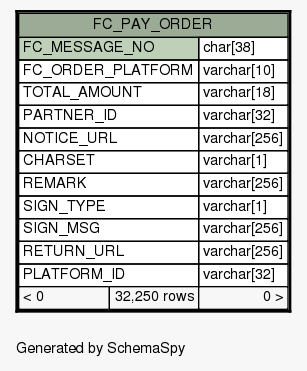 FC_PAY_ORDER
FC_MESSAGE_NO char[38]
FC_ORDER_PLATFORM varchar[10]
TOTAL_AMOUNT varchar[18]
PARTNER_ID varchar[32]
NOTICE_URL varchar[256]
CHARSET varchar[1]
REMARK varchar[256]
SIGN_TYPE varchar[1]
SIGN_MSG varchar[256]
RETURN_URL varchar[256]
PLATFORM_ID varchar[32]
< 0 32,250 rows 0 >
Generated by SchemaSpy